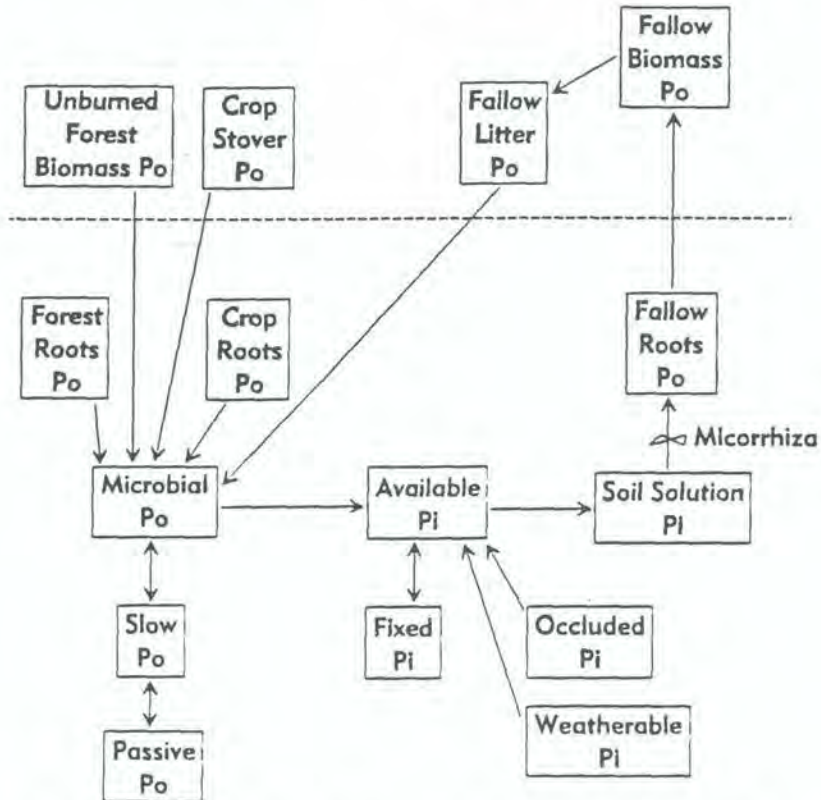 Fallow
Biomass
Po
Unburned
Forest
Biomass Po
Crop
Stover
Po
Fallow
Litter
Po
Forest
Roots
Po
Crop
Roots
Po
Fallow
Roots
Po
Micorrhiza
Microbial
Po
Available
Pi
Soil Solution
Pi
Slow
Po
Fixed
Pi
Occluded
Pi
Passive
Po
Weatherable
Pi